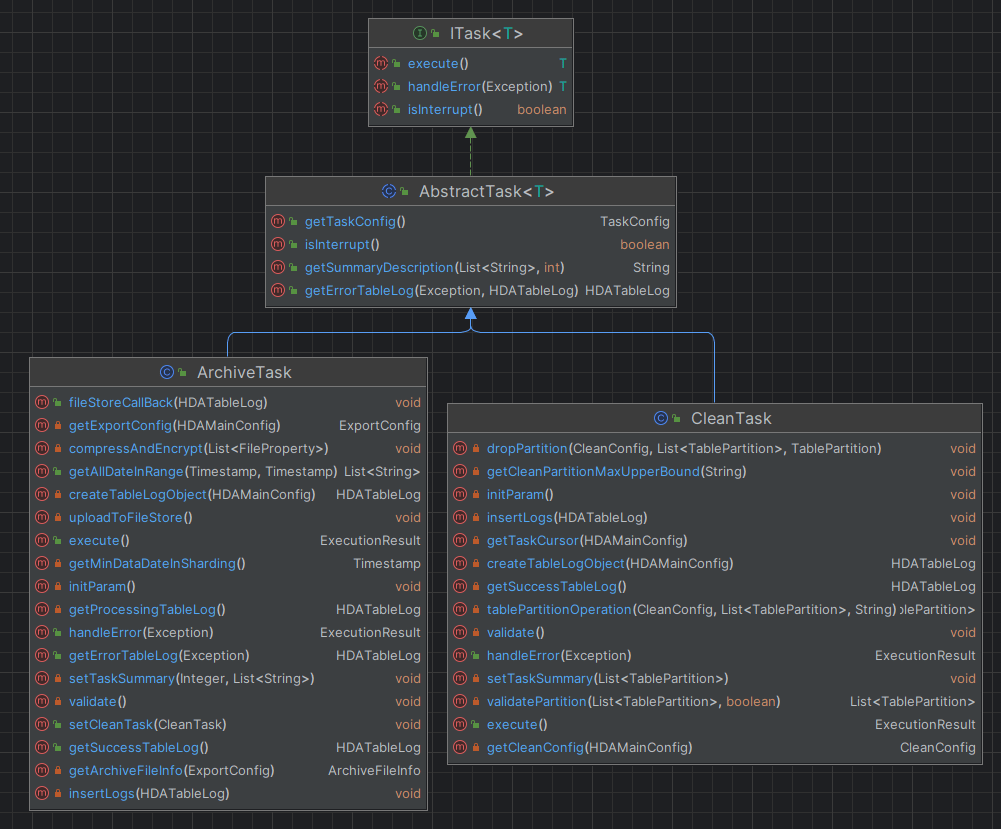 ITask<T>
execute() T
handleError(Exception) T
isInterrupt() boolean
AbstractTask<T>
getTaskConfig() TaskConfig
isInterrupt() boolean
getSummaryDescription(List<String>, int) String
getErrorTableLog(Exception, HDATableLog) HDATableLog
ArchiveTask
fileStoreCallBack(HDATableLog) void
getExportConfig(HDAMainConfig) ExportConfig
compressAndEncrypt(List<FileProperty>) void
getAllDateInRange(Timestamp, Timestamp) List<String>
createTableLogObject(HDAMainConfig) HDATableLog
uploadToFileStore() void
execute() ExecutionResult
getMinDataDateInSharding() Timestamp
initParam() void
getProcessingTableLog() HDATableLog
handleError(Exception) ExecutionResult
getErrorTableLog(Exception) HDATableLog
setTaskSummary(Integer, List<String>) void
validate() void
setCleanTask(CleanTask) void
getSuccessTableLog() HDATableLog
getArchiveFileInfo(ExportConfig) ArchiveFileInfo
insertLogs(HDATableLog) void
CleanTask
dropPartition(CleanConfig, List<TablePartition>, TablePartition) void
getCleanPartitionMaxUpperBound(String) void
initParam() void
insertLogs(HDATableLog) void
getTaskCursor(HDAMainConfig) void
createTableLogObject(HDAMainConfig) HDATableLog
getSuccessTableLog() HDATableLog
tablePartitionOperation(CleanConfig, List<TablePartition>, String) blePartition>
validate() void
handleError(Exception) ExecutionResult
setTaskSummary(List<TablePartition>) void
validatePartition(List<TablePartition>, boolean) List<TablePartition>
execute() ExecutionResult
getCleanConfig(HDAMainConfig) CleanConfig